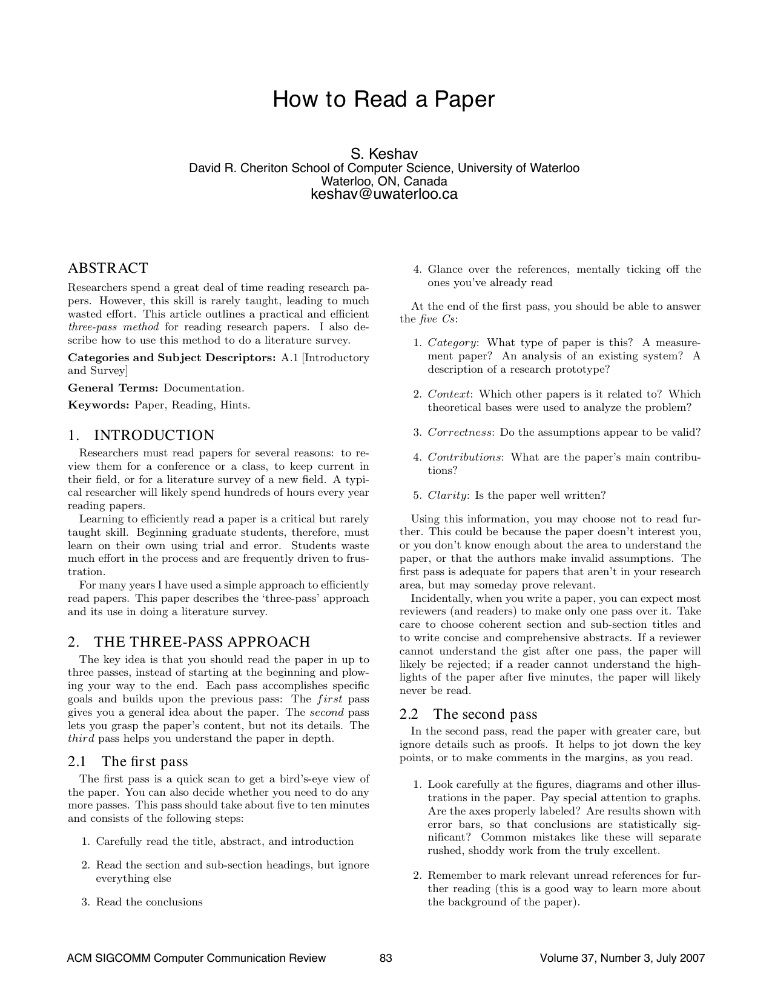 How to Read a Paper
S. Keshav
David R. Cheriton School of Computer Science, University of Waterloo
Waterloo, ON, Canada
keshav@uwaterloo.ca
ABSTRACT
Researchers spend a great deal of time reading research pa-
pers. However, this skill is rarely taught, leading to much
wasted effort. This article outlines a practical and efficient
three-pass method for reading research papers. I also de-
scribe how to use this method to do a literature survey.
Categories and Subject Descriptors: A.1 [Introductory
and Survey]
General Terms: Documentation.
Keywords: Paper, Reading, Hints.
1. INTRODUCTION
Researchers must read papers for several reasons: to re-
view them for a conference or a class, to keep current in
their field, or for a literature survey of a new field. A typi-
cal researcher will likely spend hundreds of hours every year
reading papers.
Learning to efficiently read a paper is a critical but rarely
taught skill. Beginning graduate students, therefore, must
learn on their own using trial and error. Students waste
much effort in the process and are frequently driven to frus-
tration.
For many years I have used a simple approach to efficiently
read papers. This paper describes the ‘three-pass’ approach
and its use in doing a literature survey.
2. THE THREE-PASS APPROACH
The key idea is that you should read the paper in up to
three passes, instead of starting at the beginning and plow-
ing your way to the end. Each pass accomplishes specific
goals and builds upon the previous pass: The first pass
gives you a general idea about the paper. The second pass
lets you grasp the paper’s content, but not its details. The
third pass helps you understand the paper in depth.
2.1 The first pass
The first pass is a quick scan to get a bird’s-eye view of
the paper. You can also decide whether you need to do any
more passes. This pass should take about five to ten minutes
and consists of the following steps:
1. Carefully read the title, abstract, and introduction
2. Read the section and sub-section headings, but ignore
everything else
3. Read the conclusions
4. Glance over the references, mentally ticking off the
ones you’ve already read
At the end of the first pass, you should be able to answer
the five Cs:
1. Category: What type of paper is this? A measure-
ment paper? An analysis of an existing system? A
description of a research prototype?
2. Context: Which other papers is it related to? Which
theoretical bases were used to analyze the problem?
3. Correctness: Do the assumptions appear to be valid?
4. Contributions: What are the paper’s main contribu-
tions?
5. Clarity: Is the paper well written?
Using this information, you may choose not to read fur-
ther. This could be because the paper doesn’t interest you,
or you don’t know enough about the area to understand the
paper, or that the authors make invalid assumptions. The
first pass is adequate for papers that aren’t in your research
area, but may someday prove relevant.
Incidentally, when you write a paper, you can expect most
reviewers (and readers) to make only one pass over it. Take
care to choose coherent section and sub-section titles and
to write concise and comprehensive abstracts. If a reviewer
cannot understand the gist after one pass, the paper will
likely be rejected; if a reader cannot understand the high-
lights of the paper after five minutes, the paper will likely
never be read.
2.2 The second pass
In the second pass, read the paper with greater care, but
ignore details such as proofs. It helps to jot down the key
points, or to make comments in the margins, as you read.
1. Look carefully at the figures, diagrams and other illus-
trations in the paper. Pay special attention to graphs.
Are the axes properly labeled? Are results shown with
error bars, so that conclusions are statistically sig-
nificant? Common mistakes like these will separate
rushed, shoddy work from the truly excellent.
2. Remember to mark relevant unread references for fur-
ther reading (this is a good way to learn more about
the background of the paper).
ACM SIGCOMM Computer Communication Review 83 Volume 37, Number 3, July 2007